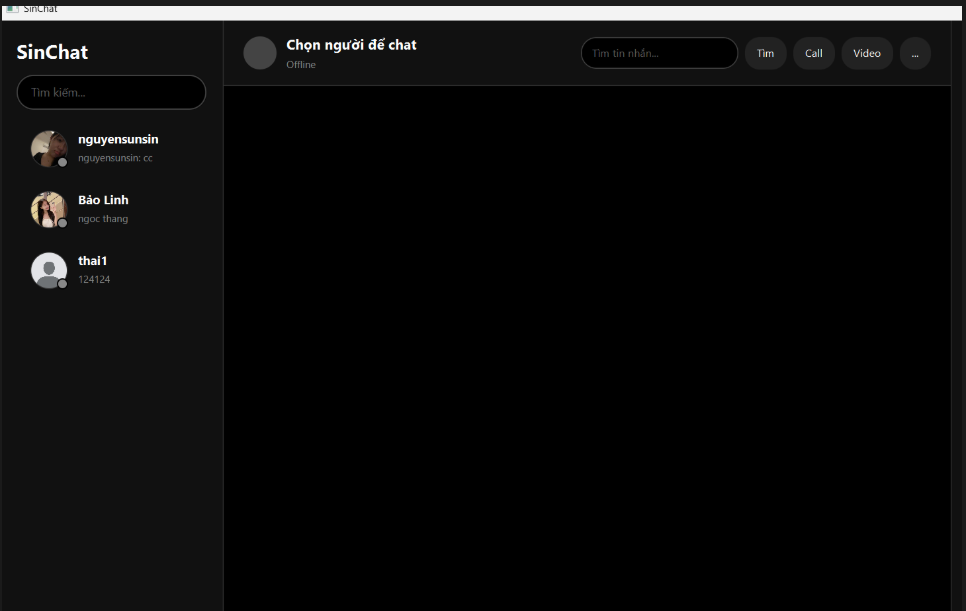 SinChat
SinChat
Tìm kiếm...
nguyensunsin
nguyensunsin: cc
Bảo Linh
ngoc thang
thai1
124124
Chọn người để chat
Offline
Tìm tin nhắn...
Tìm
Call
Video
...